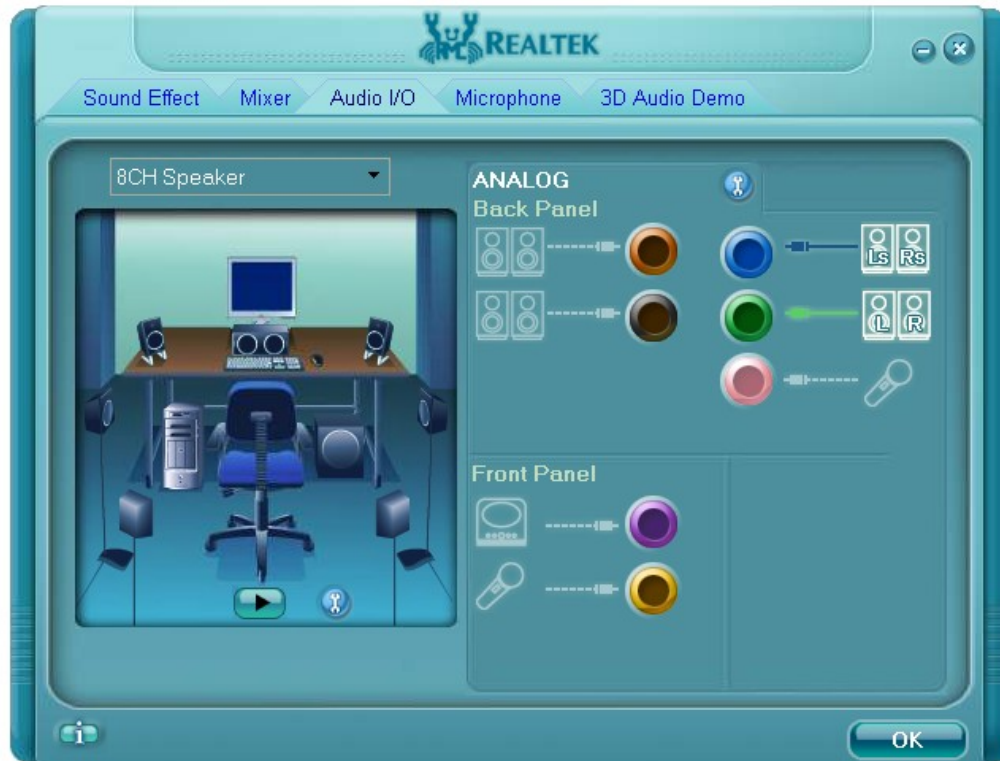 REALTEK
Sound Effect Mixer Audio I/O Microphone 3D Audio Demo
8CH Speaker
ANALOG
Back Panel
Ls Rs
L R
Front Panel
OK